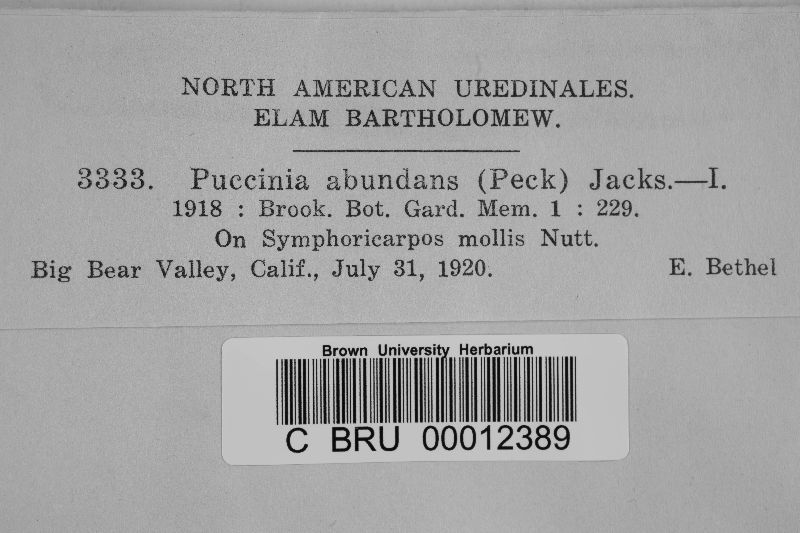 NORTH AMERICAN UREDINALES.
ELAM BARTHOLOMEW.
3333. Puccinia abundans (Peck) Jacks.—I.
1918 : Brook. Bot. Gard. Mem. 1 : 229.
On Symphoricarpos mollis Nutt.
Big Bear Valley, Calif., July 31, 1920. E. Bethel
Brown University Herbarium
C BRU 00012389